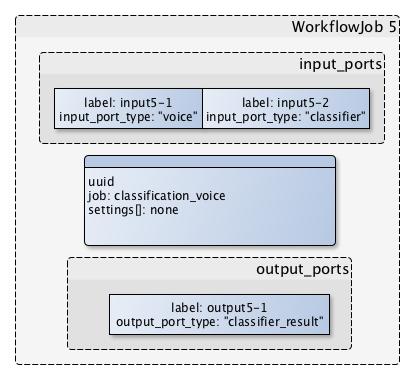 WorkflowJob 5
input_ports
label: input5-1
input_port_type: "voice"
label: input5-2
input_port_type: "classifier"
uuid
job: classification_voice
settings[]: none
output_ports
label: output5-1
output_port_type: "classifier_result"